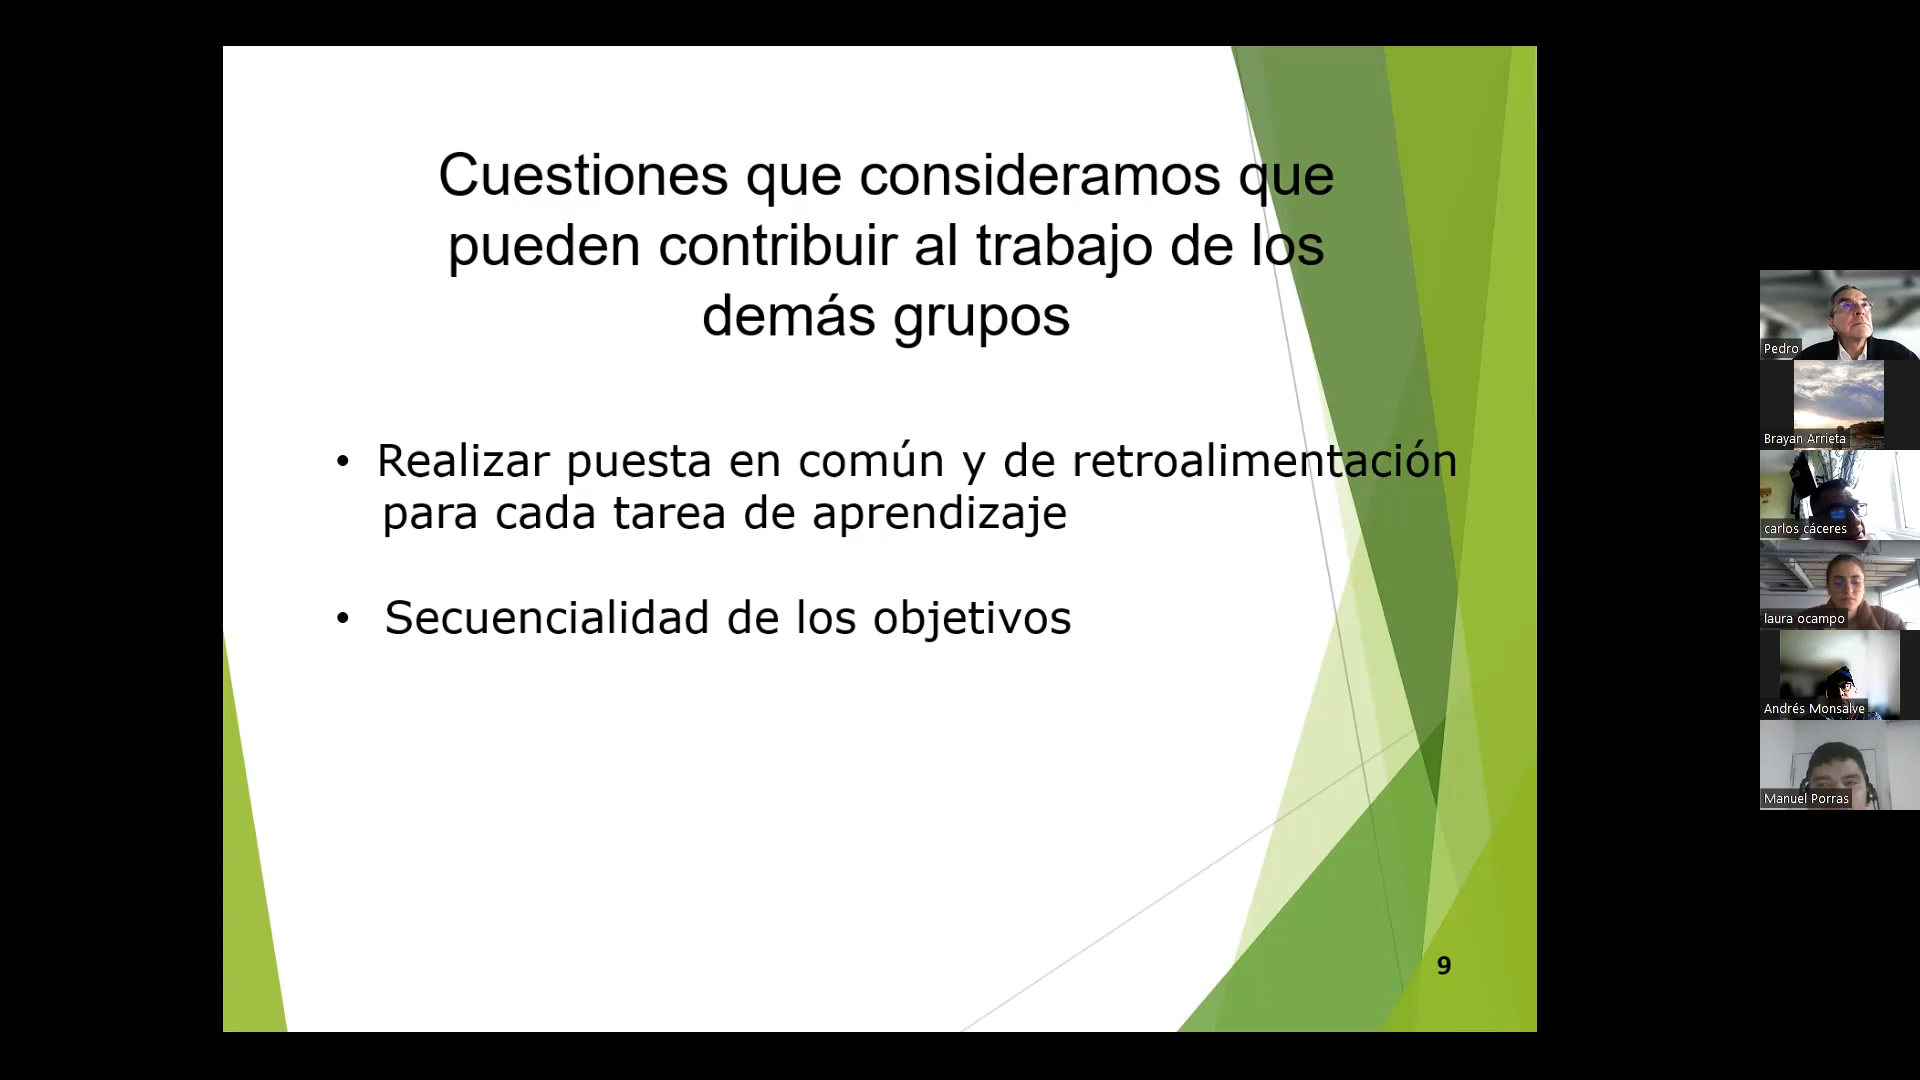 Cuestiones que consideramos que
pueden contribuir al trabajo de los
demás grupos
• Realizar puesta en común y de retroalimentación
para cada tarea de aprendizaje
• Secuencialidad de los objetivos
9
Pedro
Brayan Arrieta
carlos cáceres
laura ocampo
Andrés Monsalve
Manuel Porras